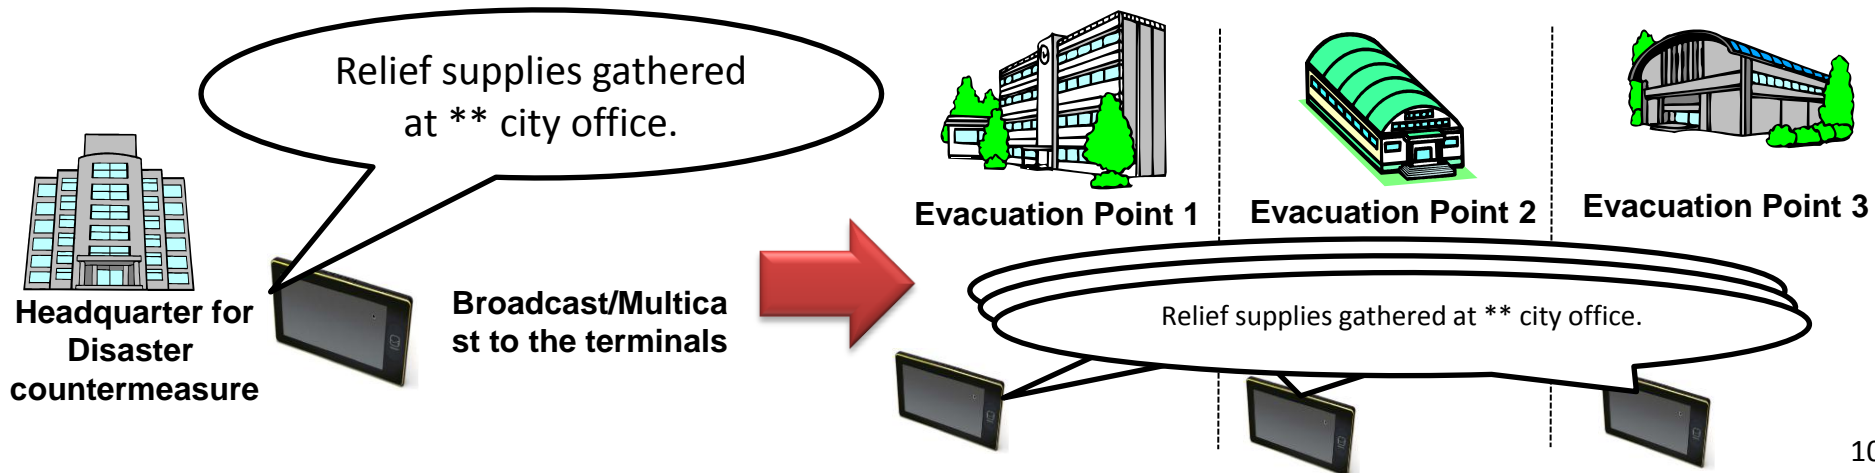 Relief supplies gathered
at ** city office.
Headquarter for
Disaster
countermeasure
Broadcast/Multica
st to the terminals
Evacuation Point 1
Evacuation Point 2
Evacuation Point 3
Relief supplies gathered at ** city office.
10